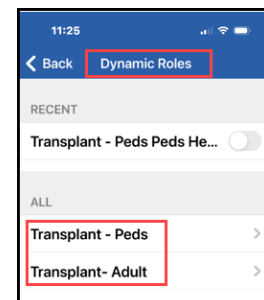 11:25
Back Dynamic Roles
RECENT
Transplant - Peds Peds He...
ALL
Transplant - Peds
Transplant- Adult